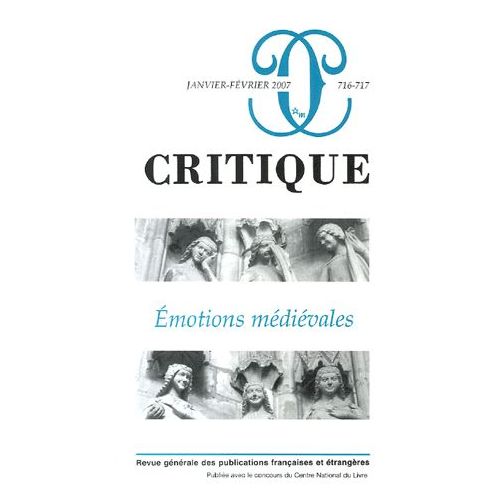 JANVIER-FÉVRIER 2007 716-717
m
CRITIQUE
Émotions médiévales
Revue générale des publications françaises et étrangères
Publiée avec le concours du Centre National du Livre